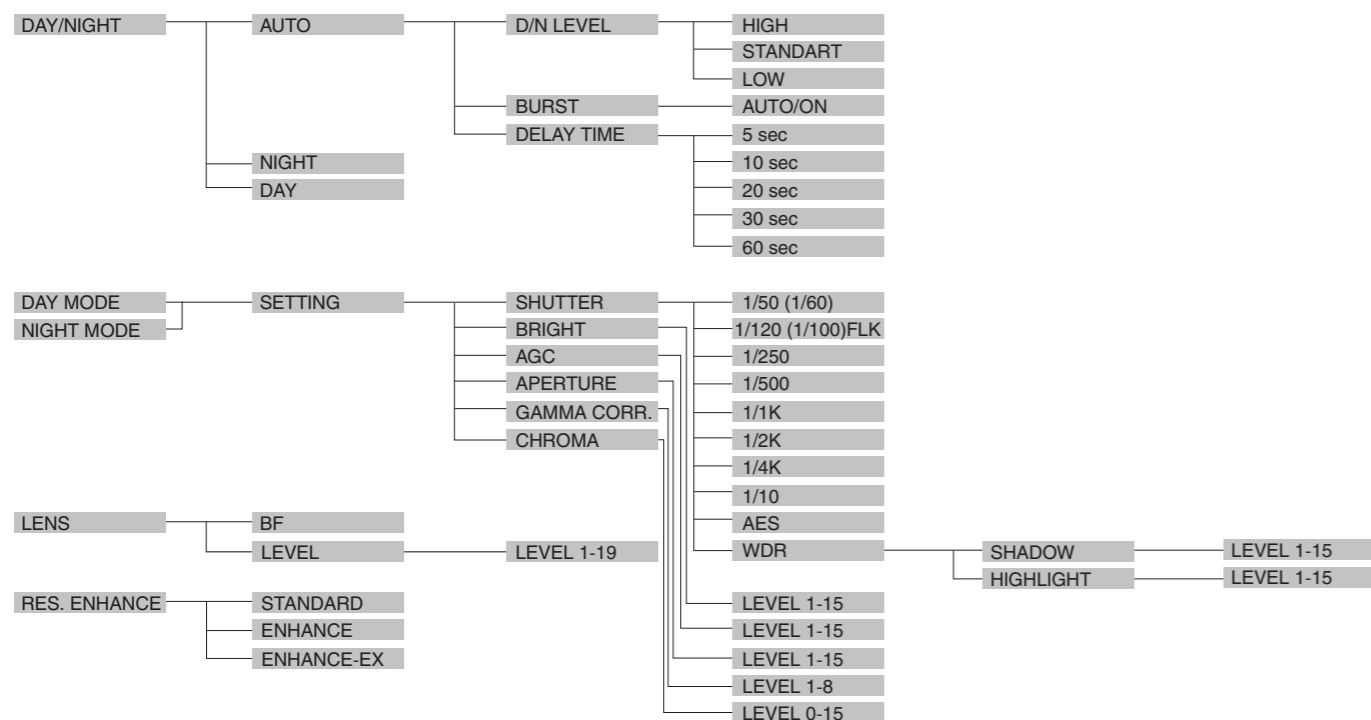 DAY/NIGHT AUTO D/N LEVEL HIGH
STANDART
LOW
BURST AUTO/ON
DELAY TIME 5 sec
NIGHT 10 sec
DAY 20 sec
30 sec
60 sec
DAY MODE SETTING SHUTTER 1/50 (1/60)
NIGHT MODE BRIGHT 1/120 (1/100)FLK
AGC 1/250
APERTURE 1/500
GAMMA CORR. 1/1K
CHROMA 1/2K
1/4K
1/10
LENS BF AES
LEVEL LEVEL 1-19 WDR SHADOW LEVEL 1-15
HIGHLIGHT LEVEL 1-15
RES. ENHANCE STANDARD LEVEL 1-15
ENHANCE LEVEL 1-15
ENHANCE-EX LEVEL 1-15
LEVEL 1-8
LEVEL 0-15